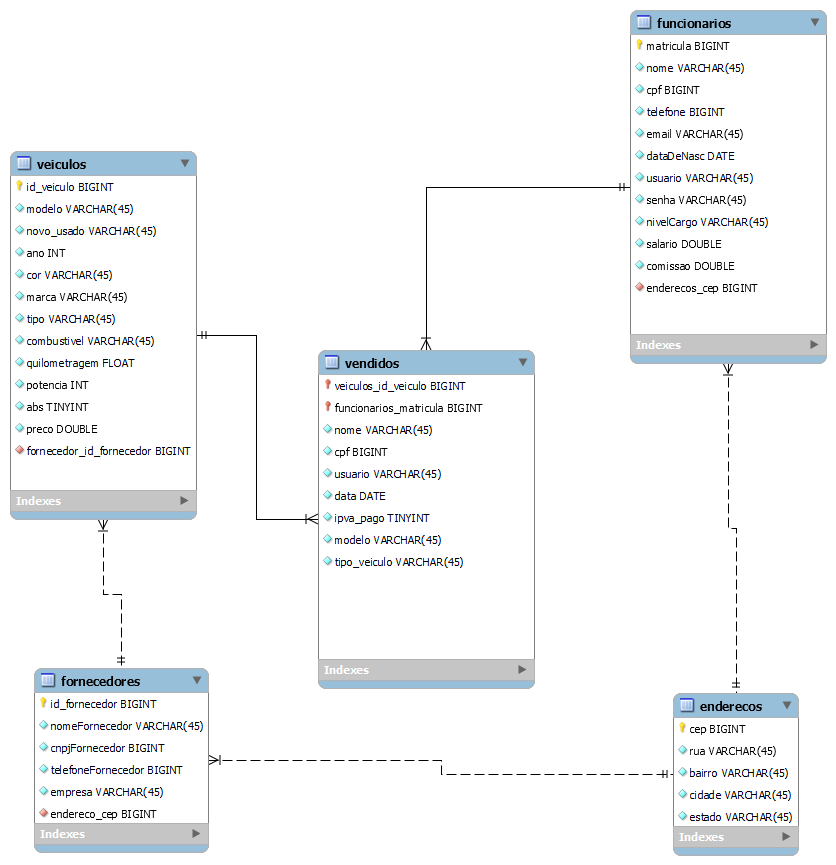 funcionarios
matricula BIGINT
nome VARCHAR(45)
cpf BIGINT
telefone BIGINT
email VARCHAR(45)
dataDeNasc DATE
usuario VARCHAR(45)
senha VARCHAR(45)
nivelCargo VARCHAR(45)
salario DOUBLE
comissao DOUBLE
enderecos_cep BIGINT
Indexes
veiculos
id_veiculo BIGINT
modelo VARCHAR(45)
novo_usado VARCHAR(45)
ano INT
cor VARCHAR(45)
marca VARCHAR(45)
tipo VARCHAR(45)
combustivel VARCHAR(45)
quilometragem FLOAT
potencia INT
abs TINYINT
preco DOUBLE
fornecedor_id_fornecedor BIGINT
Indexes
vendidos
veiculos_id_veiculo BIGINT
funcionarios_matricula BIGINT
nome VARCHAR(45)
cpf BIGINT
usuario VARCHAR(45)
data DATE
ipva_pago TINYINT
modelo VARCHAR(45)
tipo_veiculo VARCHAR(45)
Indexes
fornecedores
id_fornecedor BIGINT
nomeFornecedor VARCHAR(45)
cnpjFornecedor BIGINT
telefoneFornecedor BIGINT
empresa VARCHAR(45)
endereco_cep BIGINT
Indexes
enderecos
cep BIGINT
rua VARCHAR(45)
bairro VARCHAR(45)
cidade VARCHAR(45)
estado VARCHAR(45)
Indexes